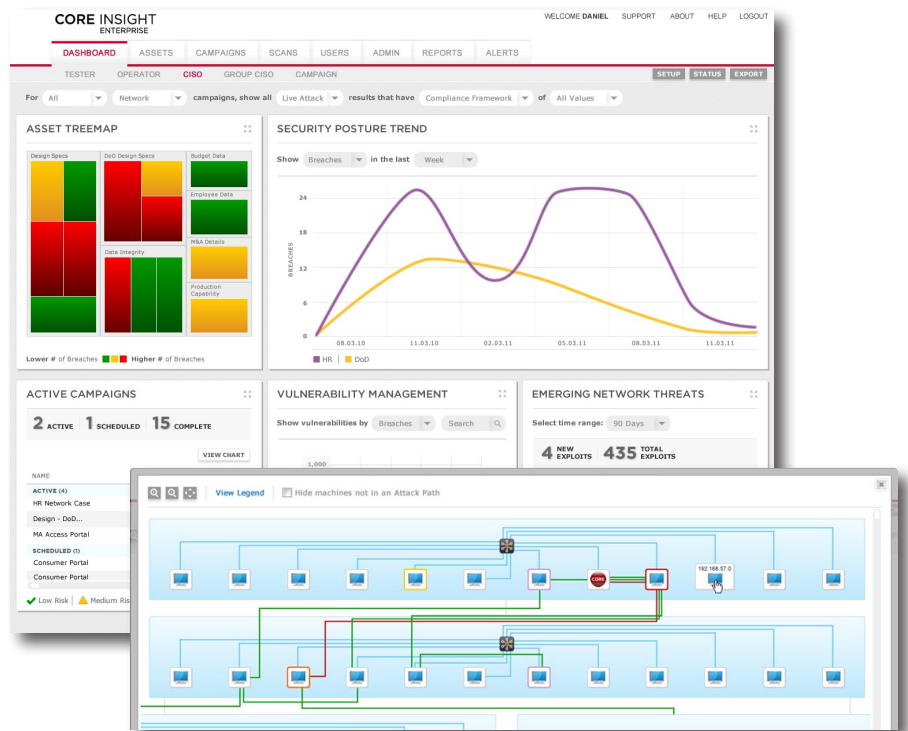 CORE INSIGHT
ENTERPRISE
WELCOME DANIEL SUPPORT ABOUT HELP LOGOUT
DASHBOARD ASSETS CAMPAIGNS SCANS USERS ADMIN REPORTS ALERTS
TESTER OPERATOR CISO GROUP CISO CAMPAIGN SETUP STATUS EXPORT
For All Network campaigns, show all Live Attack results that have Compliance Framework of All Values
ASSET TREEMAP
Design Specs DoD Design Specs Budget Data
Employee Data
M&A Details
Data Integrity
Production
Capability
Lower # of Breaches Higher # of Breaches
SECURITY POSTURE TREND
Show Breaches in the last Week
24
18
12
6
0
BREACHES
08.03.10 11.03.10 02.03.11 05.03.11 08.03.11 11.03.11
HR DoD
ACTIVE CAMPAIGNS
2 ACTIVE 1 SCHEDULED 15 COMPLETE
VIEW CHART
NAME
ACTIVE (4)
HR Network Case
Design - DoD...
MA Access Portal
SCHEDULED (1)
Consumer Portal
Consumer Portal
Low Risk Medium Ris
VULNERABILITY MANAGEMENT
Show vulnerabilities by Breaches Search
1,000
EMERGING NETWORK THREATS
Select time range: 90 Days
4 NEW EXPLOITS 435 TOTAL EXPLOITS
View Legend Hide machines not in an Attack Path
CORE
192.168.57.0